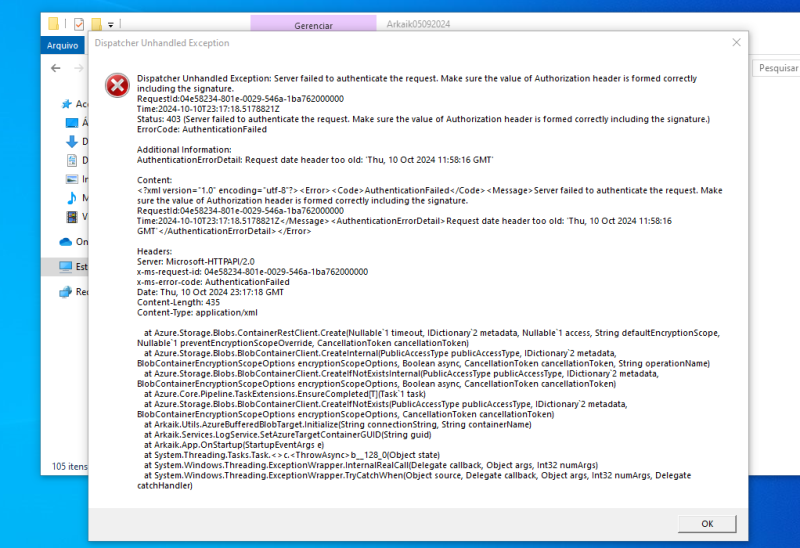 Gerenciar
Arkaik05092024
Arquivo
Dispatcher Unhandled Exception
Pesquisar
Dispatcher Unhandled Exception: Server failed to authenticate the request. Make sure the value of Authorization header is formed correctly
including the signature.
RequestId:04e58234-801e-0029-546a-1ba762000000
Time:2024-10-10T23:17:18.5178821Z
Status: 403 (Server failed to authenticate the request. Make sure the value of Authorization header is formed correctly including the signature.)
ErrorCode: AuthenticationFailed
Additional Information:
AuthenticationErrorDetail: Request date header too old: 'Thu, 10 Oct 2024 11:58:16 GMT'
Content:
<?xml version="1.0" encoding="utf-8"?><Error><Code>AuthenticationFailed</Code><Message>Server failed to authenticate the request. Make
sure the value of Authorization header is formed correctly including the signature.
RequestId:04e58234-801e-0029-546a-1ba762000000
Time:2024-10-10T23:17:18.5178821Z</Message><AuthenticationErrorDetail>Request date header too old: 'Thu, 10 Oct 2024 11:58:16
GMT'</AuthenticationErrorDetail></Error>
Headers:
Server: Microsoft-HTTPAPI/2.0
x-ms-request-id: 04e58234-801e-0029-546a-1ba762000000
x-ms-error-code: AuthenticationFailed
Date: Thu, 10 Oct 2024 23:17:18 GMT
Content-Length: 435
Content-Type: application/xml
at Azure.Storage.Blobs.ContainerRestClient.Create(Nullable`1 timeout, IDictionary`2 metadata, Nullable`1 access, String defaultEncryptionScope,
Nullable`1 preventEncryptionScopeOverride, CancellationToken cancellationToken)
at Azure.Storage.Blobs.BlobContainerClient.CreateInternal(PublicAccessType publicAccessType, IDictionary`2 metadata,
BlobContainerEncryptionScopeOptions encryptionScopeOptions, Boolean async, CancellationToken cancellationToken, String operationName)
at Azure.Storage.Blobs.BlobContainerClient.CreateIfNotExistsInternal(PublicAccessType publicAccessType, IDictionary`2 metadata,
BlobContainerEncryptionScopeOptions encryptionScopeOptions, Boolean async, CancellationToken cancellationToken)
at Azure.Core.Pipeline.TaskExtensions.EnsureCompleted[T](Task`1 task)
at Azure.Storage.Blobs.BlobContainerClient.CreateIfNotExists(PublicAccessType publicAccessType, IDictionary`2 metadata,
BlobContainerEncryptionScopeOptions encryptionScopeOptions, CancellationToken cancellationToken)
at Arkaik.Utils.AzureBufferedBlobTarget.Initialize(String connectionString, String containerName)
at Arkaik.Services.LogService.SetAzureTargetContainerGUID(String guid)
at Arkaik.App.OnStartup(StartupEventArgs e)
at System.Threading.Tasks.Task.<>c.<ThrowAsync>b__128_0(Object state)
at System.Windows.Threading.ExceptionWrapper.InternalRealCall(Delegate callback, Object args, Int32 numArgs)
at System.Windows.Threading.ExceptionWrapper.TryCatchWhen(Object source, Delegate callback, Object args, Int32 numArgs, Delegate
catchHandler)
105 itens
OK